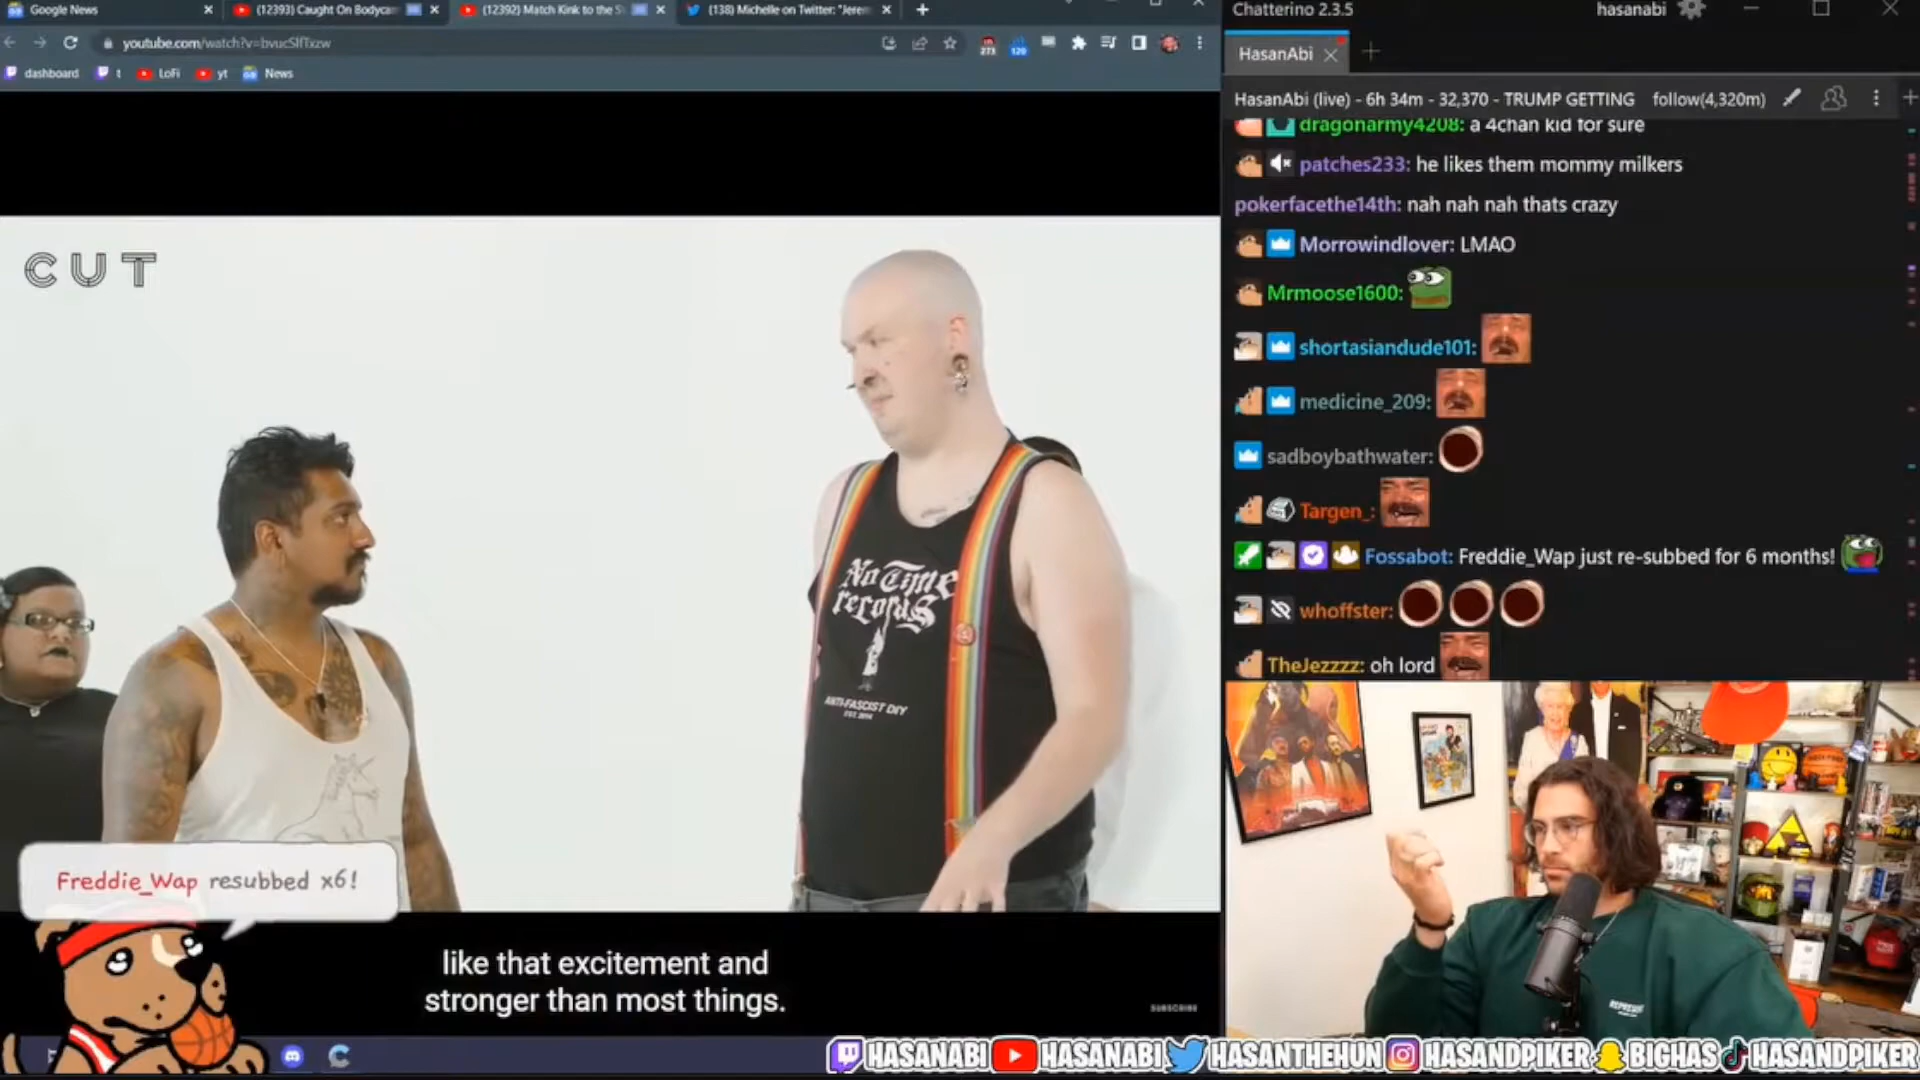 Google News
(12393) Caught On Bodycam
(12392) Match Kink to the
(138) Michelle on Twitter: "Jerem
youtube.com/watch?v=bvucSlfTxzw
273
120
dashboard
t
LoFi
yt
News
CUT
No Time
records
ANTI-FASCIST DIY
Freddie_Wap resubbed x6!
like that excitement and
stronger than most things.
SUBSCRIBE
Chatterino 2.3.5
hasanabi
HasanAbi
HasanAbi (live) - 6h 34m - 32,370 - TRUMP GETTING
follow(4,320m)
dragonarmy4208: a 4chan kid for sure
patches233: he likes them mommy milkers
pokerfacethe14th: nah nah nah thats crazy
Morrowindlover: LMAO
Mrmoose1600:
shortasiandude101:
medicine_209:
sadboybathwater:
Targen_:
Fossabot: Freddie_Wap just re-subbed for 6 months!
whoffster:
TheJezzzz: oh lord
HASANABI HASANABI HASANTHEHUN HASANDPIKER BIGHAS HASANDPIKER